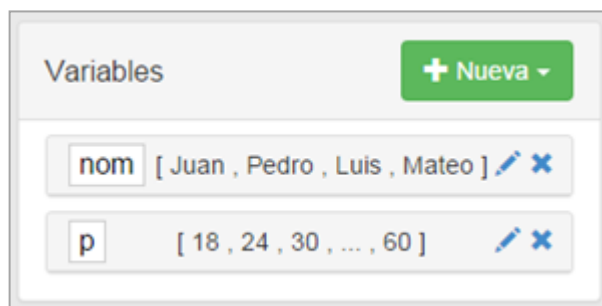 Variables
+ Nueva
nom [ Juan , Pedro , Luis , Mateo ]
p [ 18 , 24 , 30 , ... , 60 ]